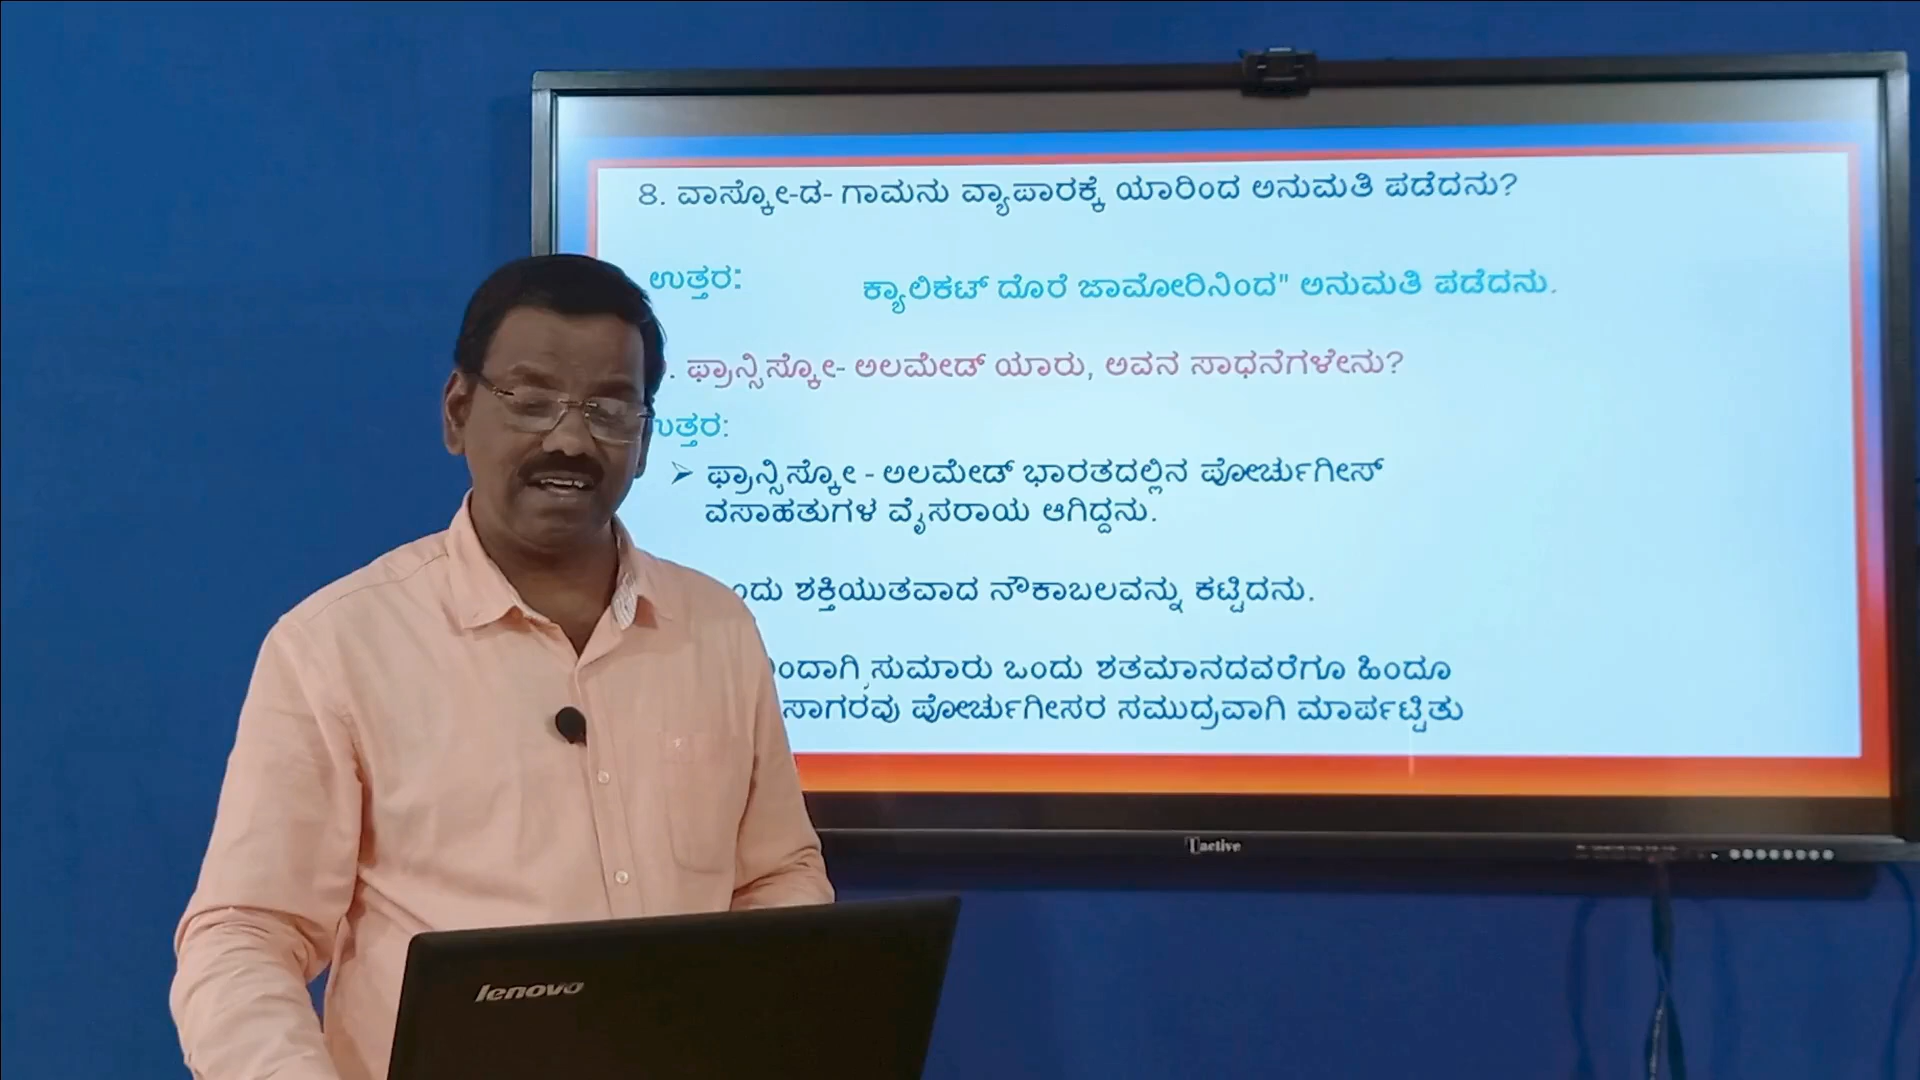 8. ವಾಸ್ಕೋ-ಡ- ಗಾಮನು ವ್ಯಾಪಾರಕ್ಕೆ ಯಾರಿಂದ ಅನುಮತಿ ಪಡೆದನು?
ಉತ್ತರ: ಕ್ಯಾಲಿಕಟ್ ದೊರೆ ಜಾಮೋರಿನಿಂದ" ಅನುಮತಿ ಪಡೆದನು.
. ಫ್ರಾನ್ಸಿಸ್ಕೋ- ಅಲಮೇಡ್ ಯಾರು, ಅವನ ಸಾಧನೆಗಳೇನು?
ಉತ್ತರ:
➢ ಫ್ರಾನ್ಸಿಸ್ಕೋ - ಅಲಮೇಡ್ ಭಾರತದಲ್ಲಿನ ಪೋರ್ಚುಗೀಸ್
ವಸಾಹತುಗಳ ವೈಸರಾಯ ಆಗಿದ್ದನು.
ಂದು ಶಕ್ತಿಯುತವಾದ ನೌಕಾಬಲವನ್ನು ಕಟ್ಟಿದನು.
ಂದಾಗಿ ಸುಮಾರು ಒಂದು ಶತಮಾನದವರೆಗೂ ಹಿಂದೂ
ಸಾಗರವು ಪೋರ್ಚುಗೀಸರ ಸಮುದ್ರವಾಗಿ ಮಾರ್ಪಟ್ಟಿತು
Tactive
lenovo